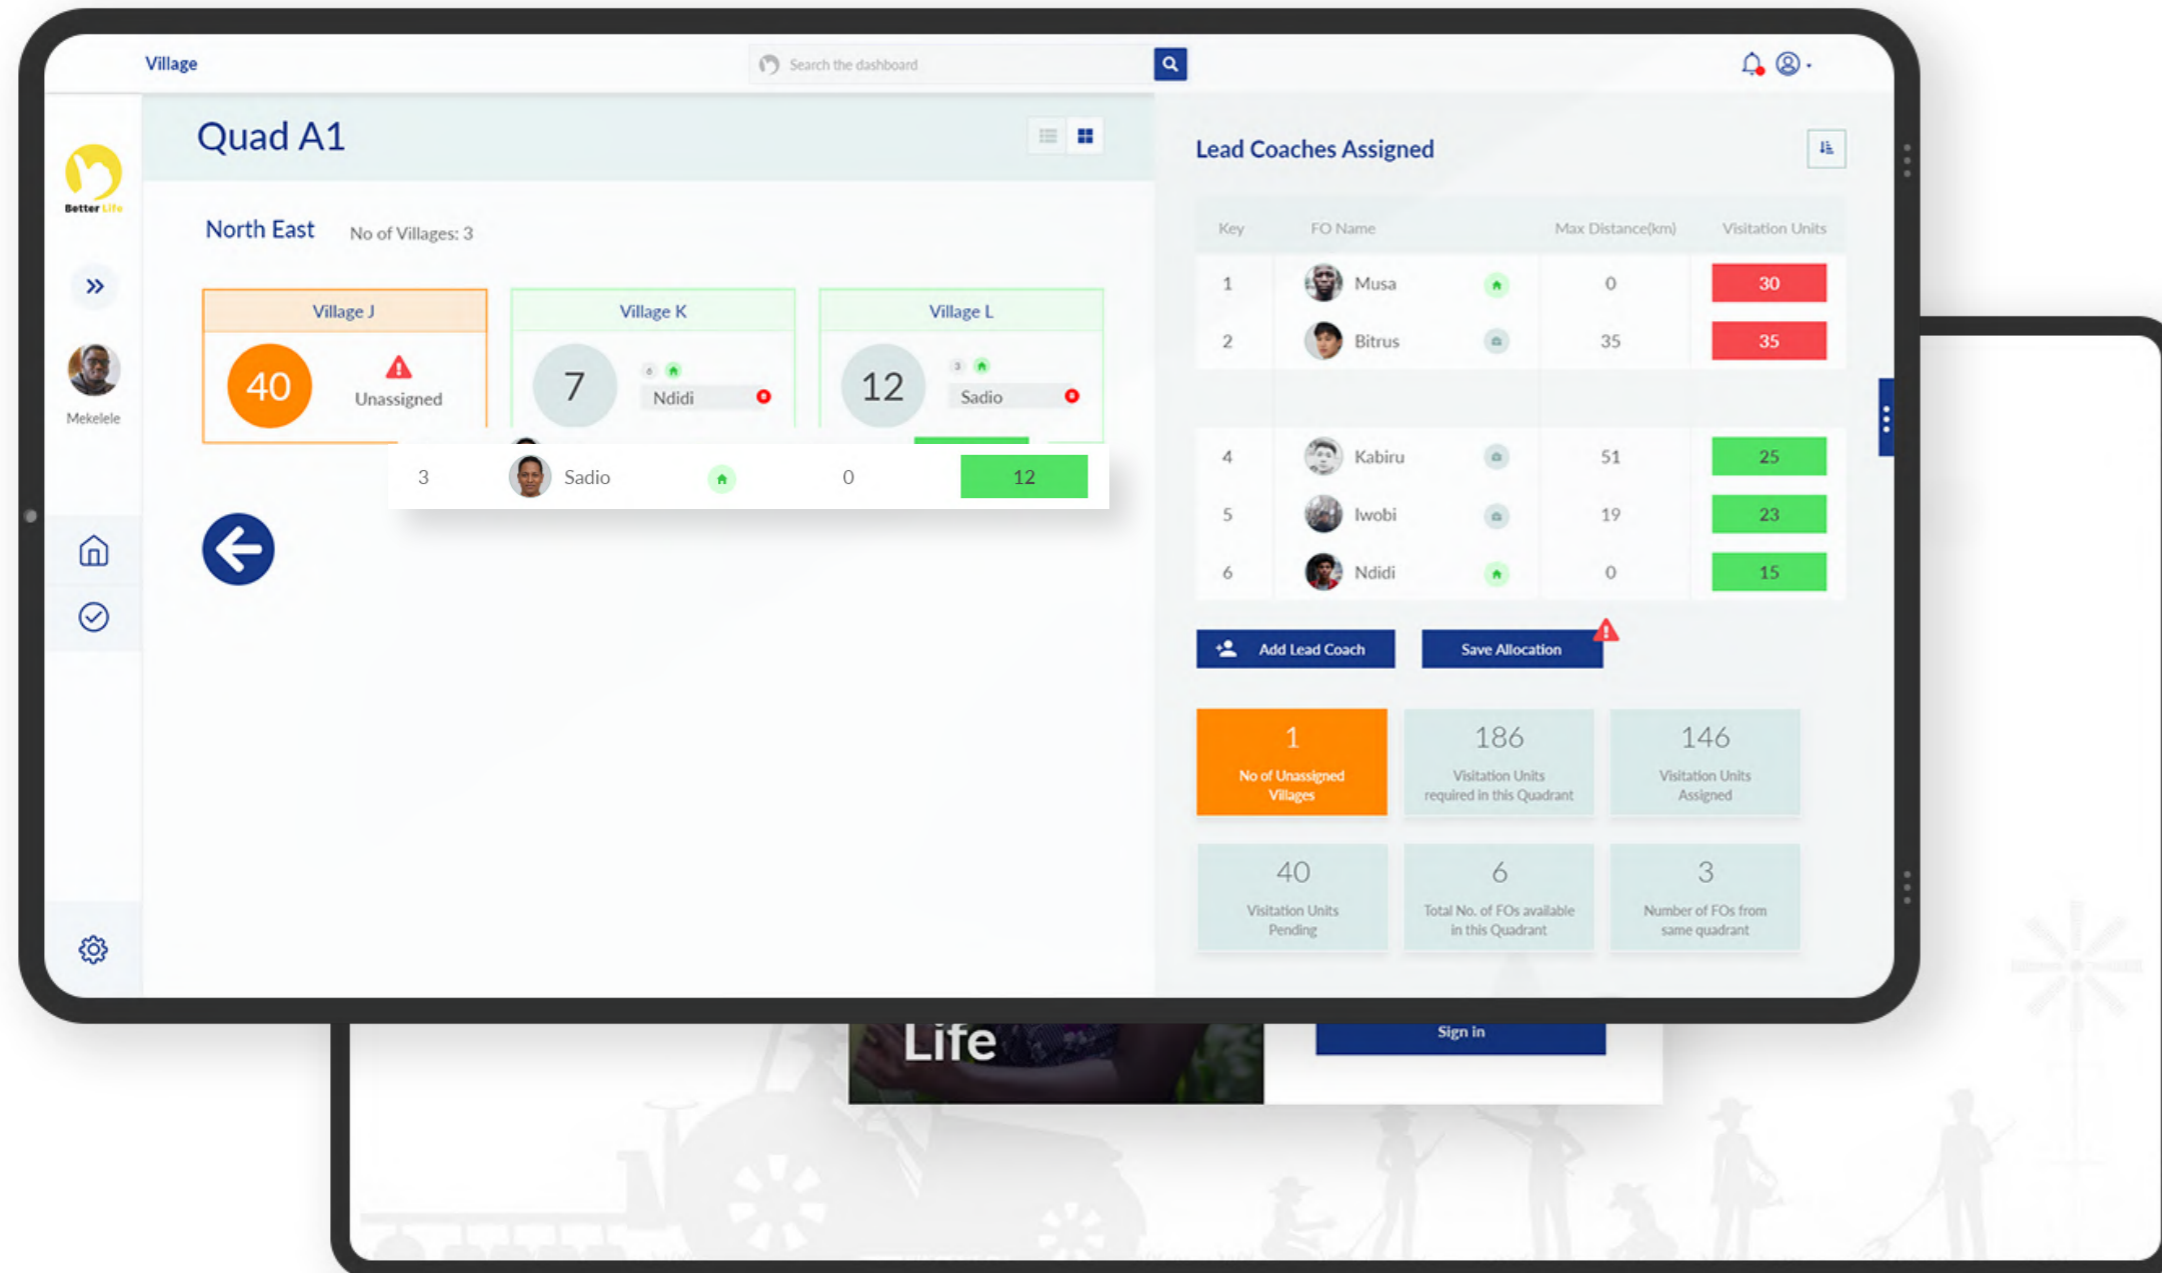 Village
Search the dashboard
Better Life
Mekelele
Quad A1
North East
No of Villages: 3
Village J
40
Unassigned
Village K
7
6
Ndidi
Village L
12
3
Sadio
3 Sadio 0 12
Lead Coaches Assigned
Key FO Name Max Distance(km) Visitation Units
1 Musa 0 30
2 Bitrus 35 35
4 Kabiru 51 25
5 Iwobi 19 23
6 Ndidi 0 15
Add Lead Coach
Save Allocation
1
No of Unassigned
Villages
186
Visitation Units
required in this Quadrant
146
Visitation Units
Assigned
40
Visitation Units
Pending
6
Total No. of FOs available
in this Quadrant
3
Number of FOs from
same quadrant
Life
Sign in